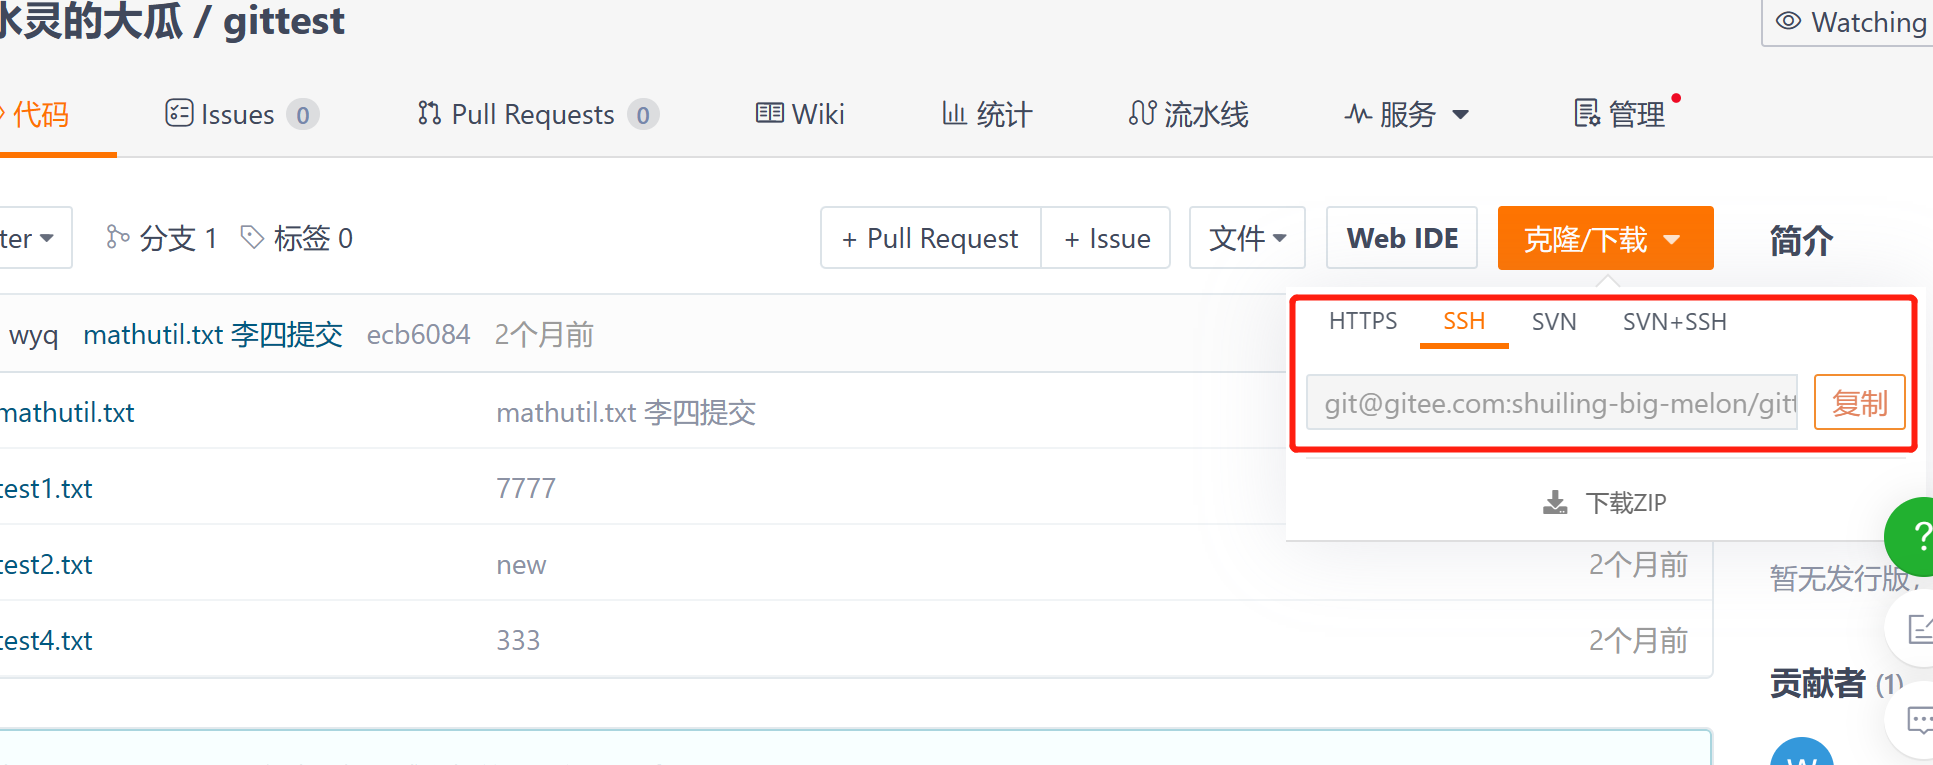 水灵的大瓜 / gittest
Watching
代码 Issues 0 Pull Requests 0 Wiki 统计 流水线 服务 管理
ter 分支 1 标签 0 + Pull Request + Issue 文件 Web IDE 克隆/下载 简介
HTTPS SSH SVN SVN+SSH
wyq mathutil.txt 李四提交 ecb6084 2个月前
git@gitee.com:shuiling-big-melon/gitt 复制
mathutil.txt mathutil.txt 李四提交
test1.txt 7777
下载ZIP
?
test2.txt new 2个月前
暂无发行版,
test4.txt 333 2个月前
贡献者 (1)
W